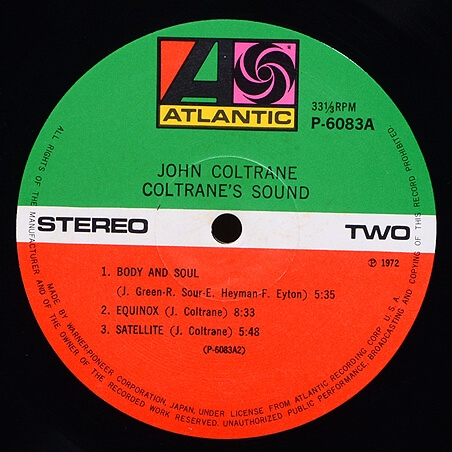 ATLANTIC
33⅓RPM
P-6083A
JOHN COLTRANE
COLTRANE'S SOUND
STEREO
TWO
℗ 1972
1. BODY AND SOUL
(J. Green-R. Sour-E. Heyman-F. Eyton) 5:35
2. EQUINOX (J. Coltrane) 8:33
3. SATELLITE (J. Coltrane) 5:48
(P-6083A2)
ALL RIGHTS OF THE MANUFACTURER AND OF THE OWNER OF THE RECORDED WORK RESERVED. UNAUTHORIZED PUBLIC PERFORMANCE, BROADCASTING AND COPYING OF THIS RECORD PROHIBITED.
MADE BY WARNER-PIONEER CORPORATION, JAPAN, UNDER LICENSE FROM ATLANTIC RECORDING CORP. U.S.A.